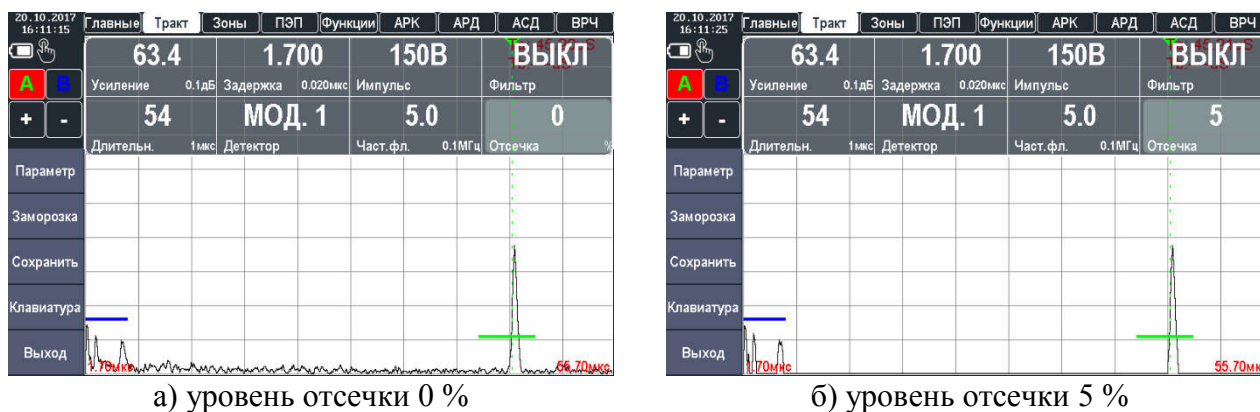 20.10.2017
16:11:15
Главные Тракт Зоны ПЭП Функции АРК АРД АСД ВРЧ
A B
63.4 1.700 150В ВЫКЛ
Усиление 0.1дБ Задержка 0.020мкс Импульс Фильтр
+ - 54 МОД. 1 5.0 0
Длительн. 1мкс Детектор Част.фл. 0.1МГц Отсечка %
Параметр
Заморозка
Сохранить
Клавиатура
Выход
1.70мкс 55.70мкс
а) уровень отсечки 0 %
20.10.2017
16:11:25
Главные Тракт Зоны ПЭП Функции АРК АРД АСД ВРЧ
A B
63.4 1.700 150В ВЫКЛ
Усиление 0.1дБ Задержка 0.020мкс Импульс Фильтр
+ - 54 МОД. 1 5.0 5
Длительн. 1мкс Детектор Част.фл. 0.1МГц Отсечка
Параметр
Заморозка
Сохранить
Клавиатура
Выход
1.70мкс 55.70мкс
б) уровень отсечки 5 %